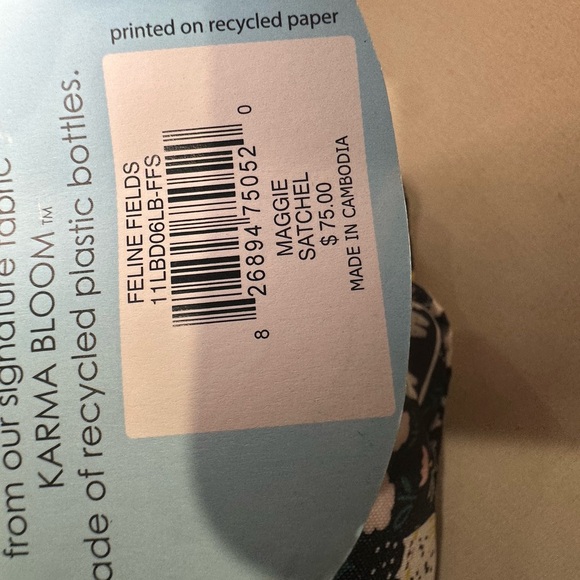 printed on recycled paper
from our signature fabric
KARMA BLOOM™
ade of recycled plastic bottles.
FELINE FIELDS
11LBD06LB-FFS
8 26894 75052 0
MAGGIE
SATCHEL
$ 75.00
MADE IN CAMBODIA